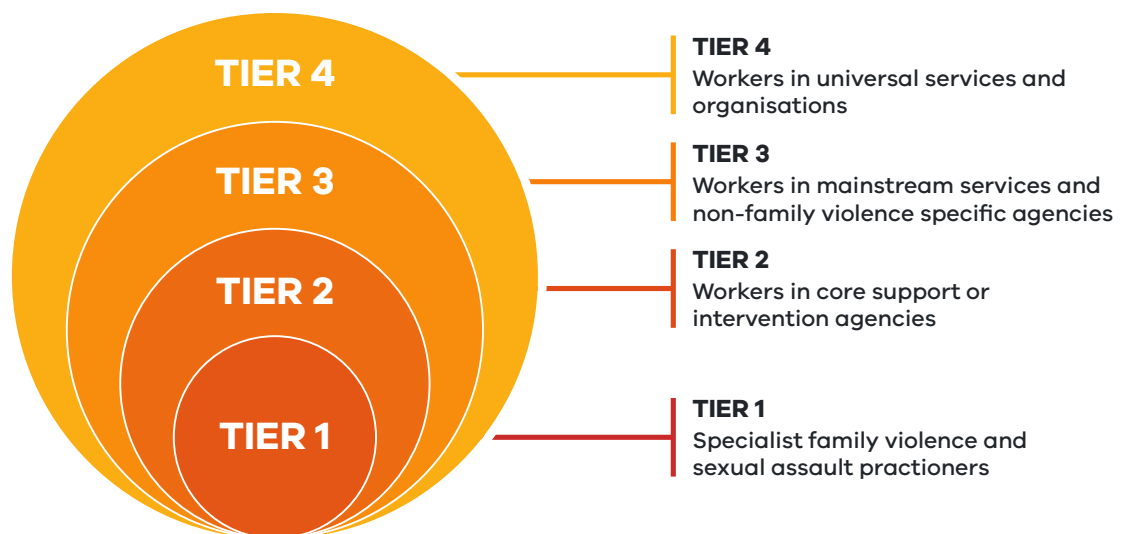 TIER 4
TIER 3
TIER 2
TIER 1
TIER 4
Workers in universal services and
organisations
TIER 3
Workers in mainstream services and
non-family violence specific agencies
TIER 2
Workers in core support or
intervention agencies
TIER 1
Specialist family violence and
sexual assault practioners